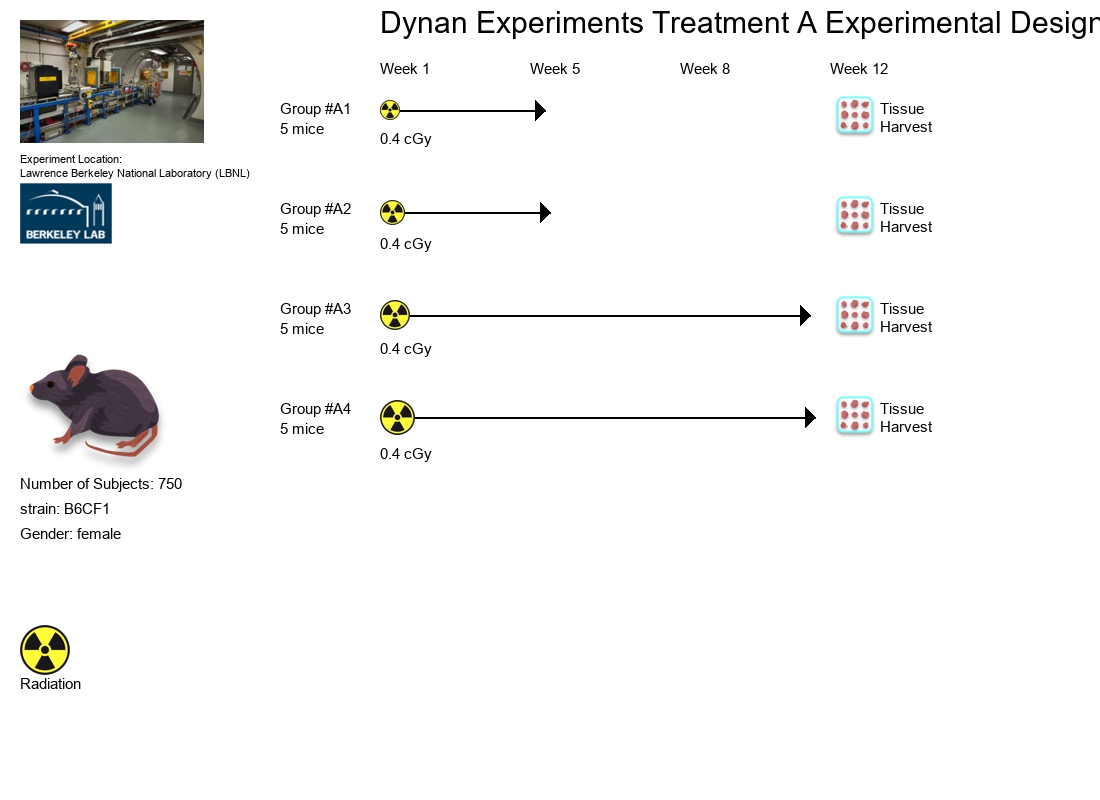 Dynan Experiments Treatment A Experimental Design
Week 1 Week 5 Week 8 Week 12
Experiment Location:
Lawrence Berkeley National Laboratory (LBNL)
BERKELEY LAB
Group #A1
5 mice
0.4 cGy
Tissue
Harvest
Group #A2
5 mice
0.4 cGy
Tissue
Harvest
Group #A3
5 mice
0.4 cGy
Tissue
Harvest
Group #A4
5 mice
0.4 cGy
Tissue
Harvest
Number of Subjects: 750
strain: B6CF1
Gender: female
Radiation